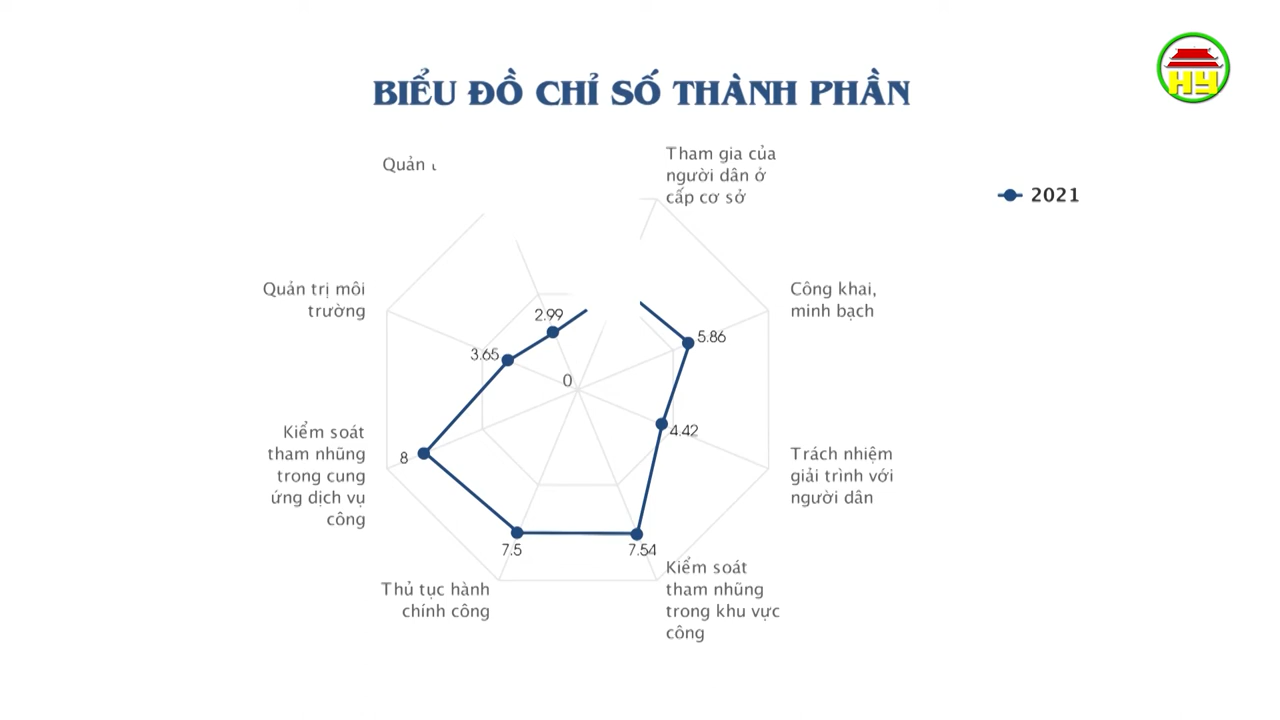 BIỂU ĐỒ CHỈ SỐ THÀNH PHẦN
HY
Quản
Tham gia của
người dân ở
cấp cơ sở
2021
Quản trị môi
trường
Công khai,
minh bạch
2.99
3.65
5.86
0
4.42
8
Kiểm soát
tham nhũng
trong cung
ứng dịch vụ
công
Trách nhiệm
giải trình với
người dân
7.5
7.54
Thủ tục hành
chính công
Kiểm soát
tham nhũng
trong khu vực
công